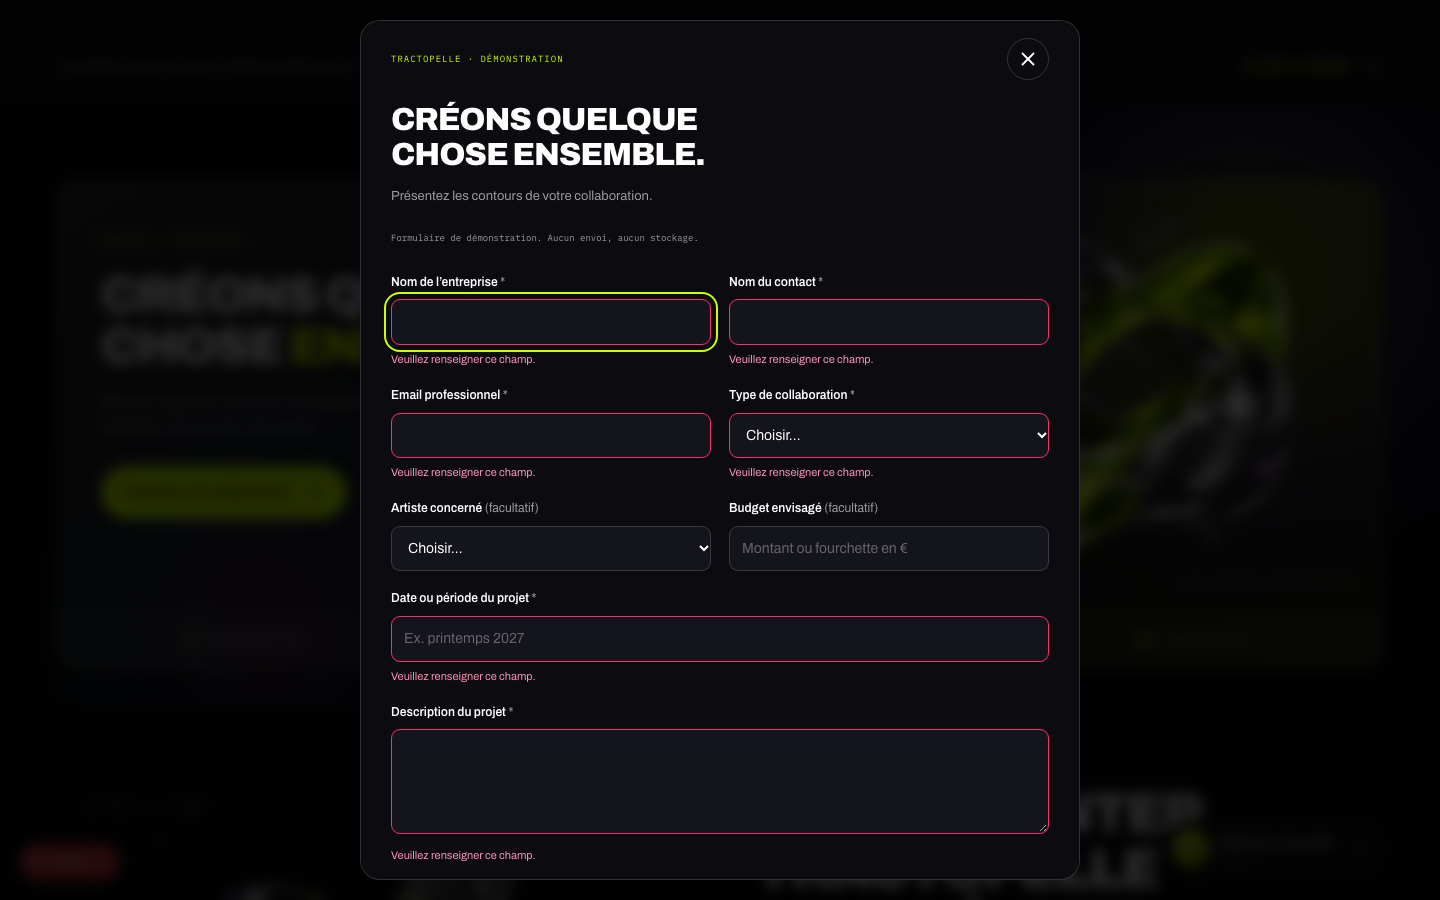 TRACTOPELLE · DÉMONSTRATION
CRÉONS QUELQUE
CHOSE ENSEMBLE.
Présentez les contours de votre collaboration.
Formulaire de démonstration. Aucun envoi, aucun stockage.
Nom de l'entreprise *
Nom du contact *
Veuillez renseigner ce champ.
Veuillez renseigner ce champ.
Email professionnel *
Type de collaboration *
Choisir...
Veuillez renseigner ce champ.
Veuillez renseigner ce champ.
Artiste concerné (facultatif)
Budget envisagé (facultatif)
Choisir...
Montant ou fourchette en €
Date ou période du projet *
Ex. printemps 2027
Veuillez renseigner ce champ.
Description du projet *
Veuillez renseigner ce champ.
CRÉONS
CHOSE